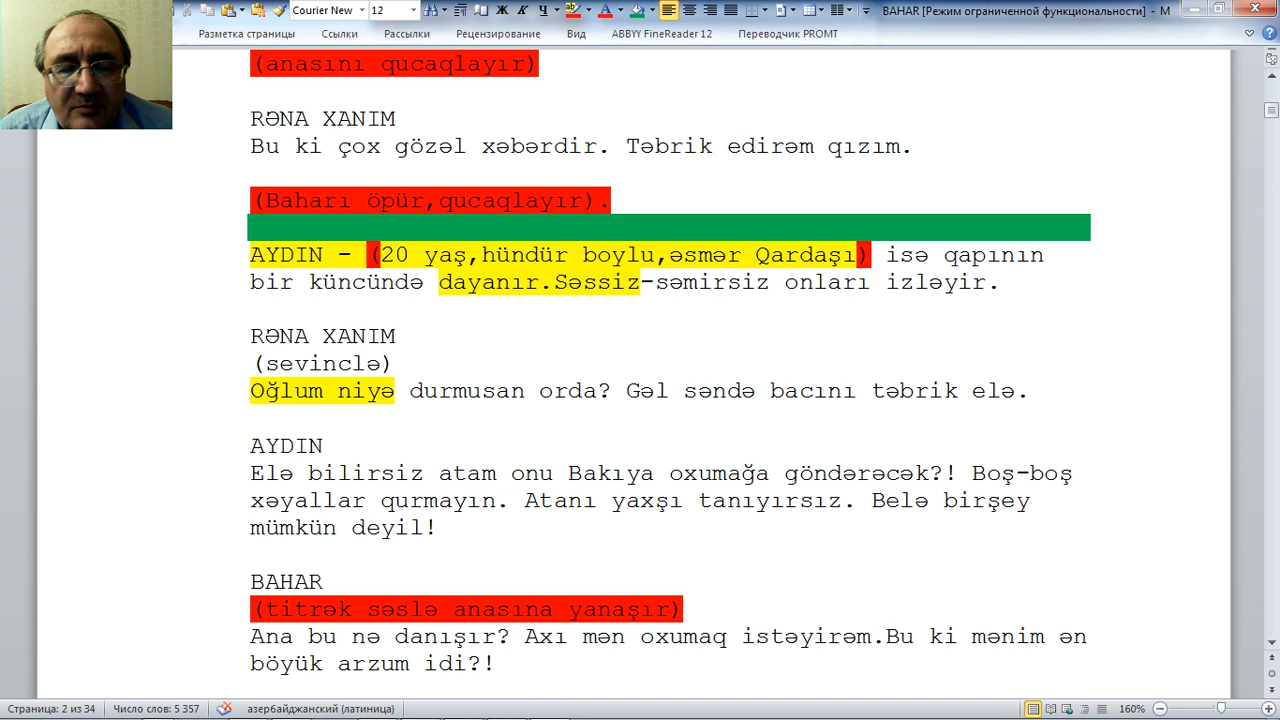 Courier New 12 Ж К Ч А BAHAR [Режим ограниченной функциональности] - M
Разметка страницы Ссылки Рассылки Рецензирование Вид ABBYY FineReader 12 Переводчик PROMT
(anasını qucaqlayır)
RƏNA XANIM
Bu ki çox gözəl xəbərdir. Təbrik edirəm qızım.
(Baharı öpür,qucaqlayır).
AYDIN - (20 yaş,hündür boylu,əsmər Qardaşı) isə qapının
bir küncündə dayanır.Səssiz-səmirsiz onları izləyir.
RƏNA XANIM
(sevinclə)
Oğlum niyə durmusan orda? Gəl səndə bacını təbrik elə.
AYDIN
Elə bilirsiz atam onu Bakıya oxumağa göndərəcək?! Boş-boş
xəyallar qurmayın. Atanı yaxşı tanıyırsız. Belə birşey
mümkün deyil!
BAHAR
(titrək səslə anasına yanaşır)
Ana bu nə danışır? Axı mən oxumaq istəyirəm.Bu ki mənim ən
böyük arzum idi?!
Страница: 2 из 34 Число слов: 5 357 азербайджанский (латиница) 160%